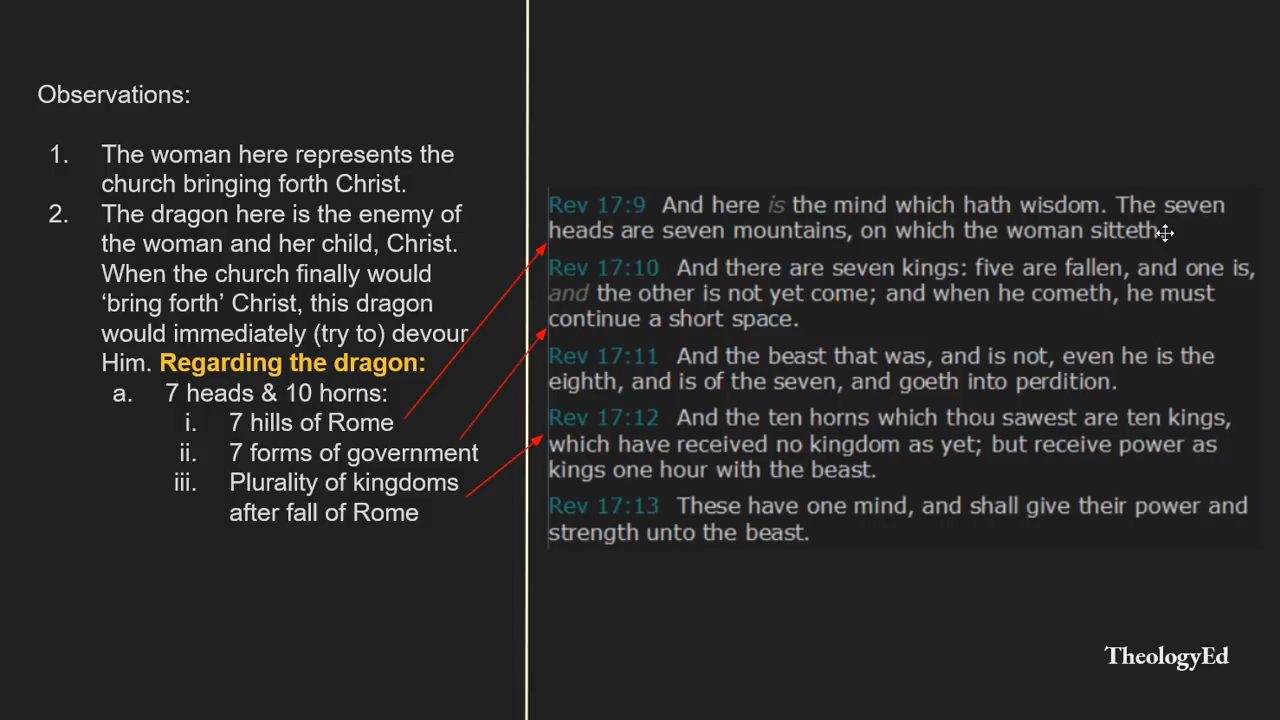 Observations:
1. The woman here represents the
church bringing forth Christ.
2. The dragon here is the enemy of
the woman and her child, Christ.
When the church finally would
‘bring forth’ Christ, this dragon
would immediately (try to) devour
Him. Regarding the dragon:
a. 7 heads & 10 horns:
i. 7 hills of Rome
ii. 7 forms of government
iii. Plurality of kingdoms
after fall of Rome
Rev 17:9 And here is the mind which hath wisdom. The seven
heads are seven mountains, on which the woman sitteth
Rev 17:10 And there are seven kings: five are fallen, and one is,
and the other is not yet come; and when he cometh, he must
continue a short space.
Rev 17:11 And the beast that was, and is not, even he is the
eighth, and is of the seven, and goeth into perdition.
Rev 17:12 And the ten horns which thou sawest are ten kings,
which have received no kingdom as yet; but receive power as
kings one hour with the beast.
Rev 17:13 These have one mind, and shall give their power and
strength unto the beast.
TheologyEd